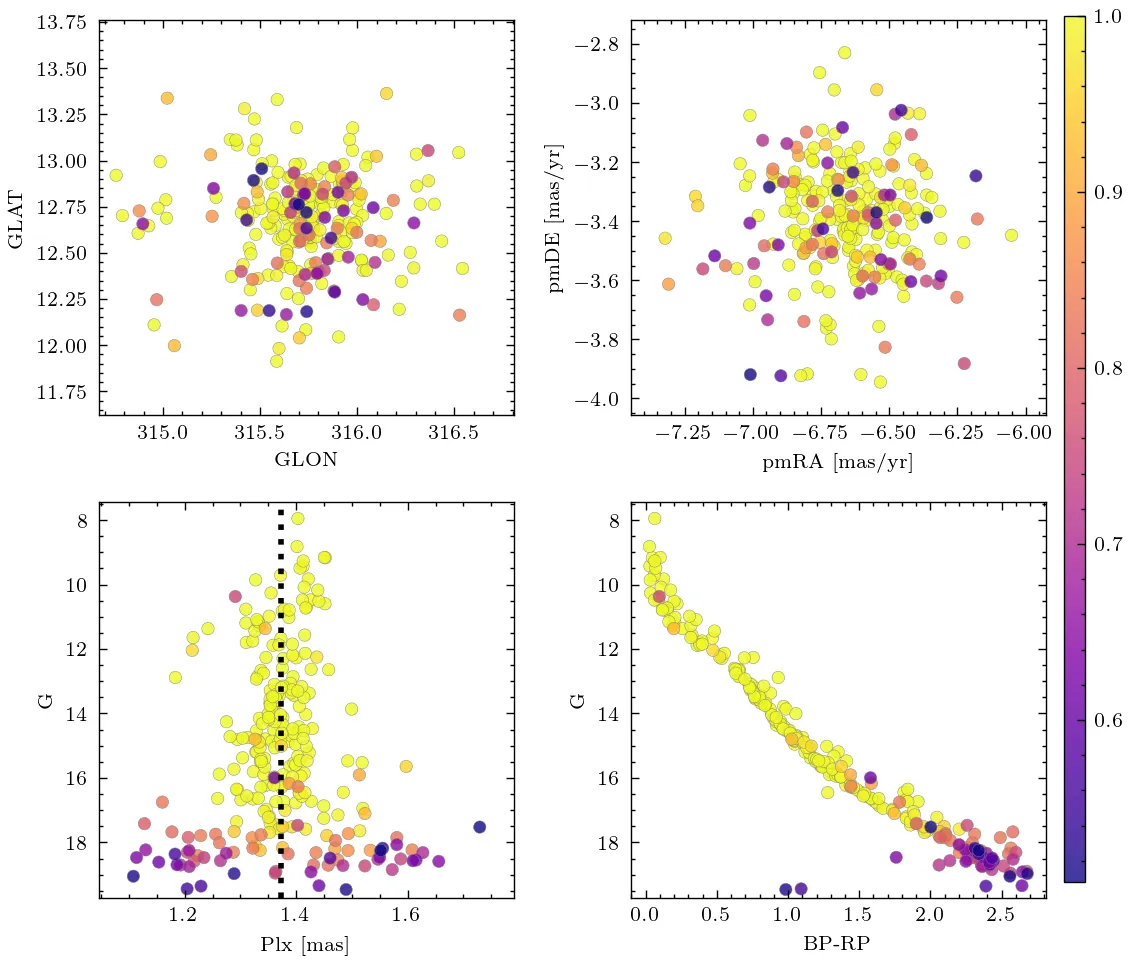 13.75
13.50
13.25
13.00
12.75
12.50
12.25
12.00
11.75
GLAT
315.0 315.5 316.0 316.5
GLON
−2.8
−3.0
−3.2
−3.4
−3.6
−3.8
−4.0
pmDE [mas/yr]
−7.25 −7.00 −6.75 −6.50 −6.25 −6.00
pmRA [mas/yr]
8
10
12
14
16
18
G
1.2 1.4 1.6
Plx [mas]
8
10
12
14
16
18
G
0.0 0.5 1.0 1.5 2.0 2.5
BP-RP
1.0
0.9
0.8
0.7
0.6